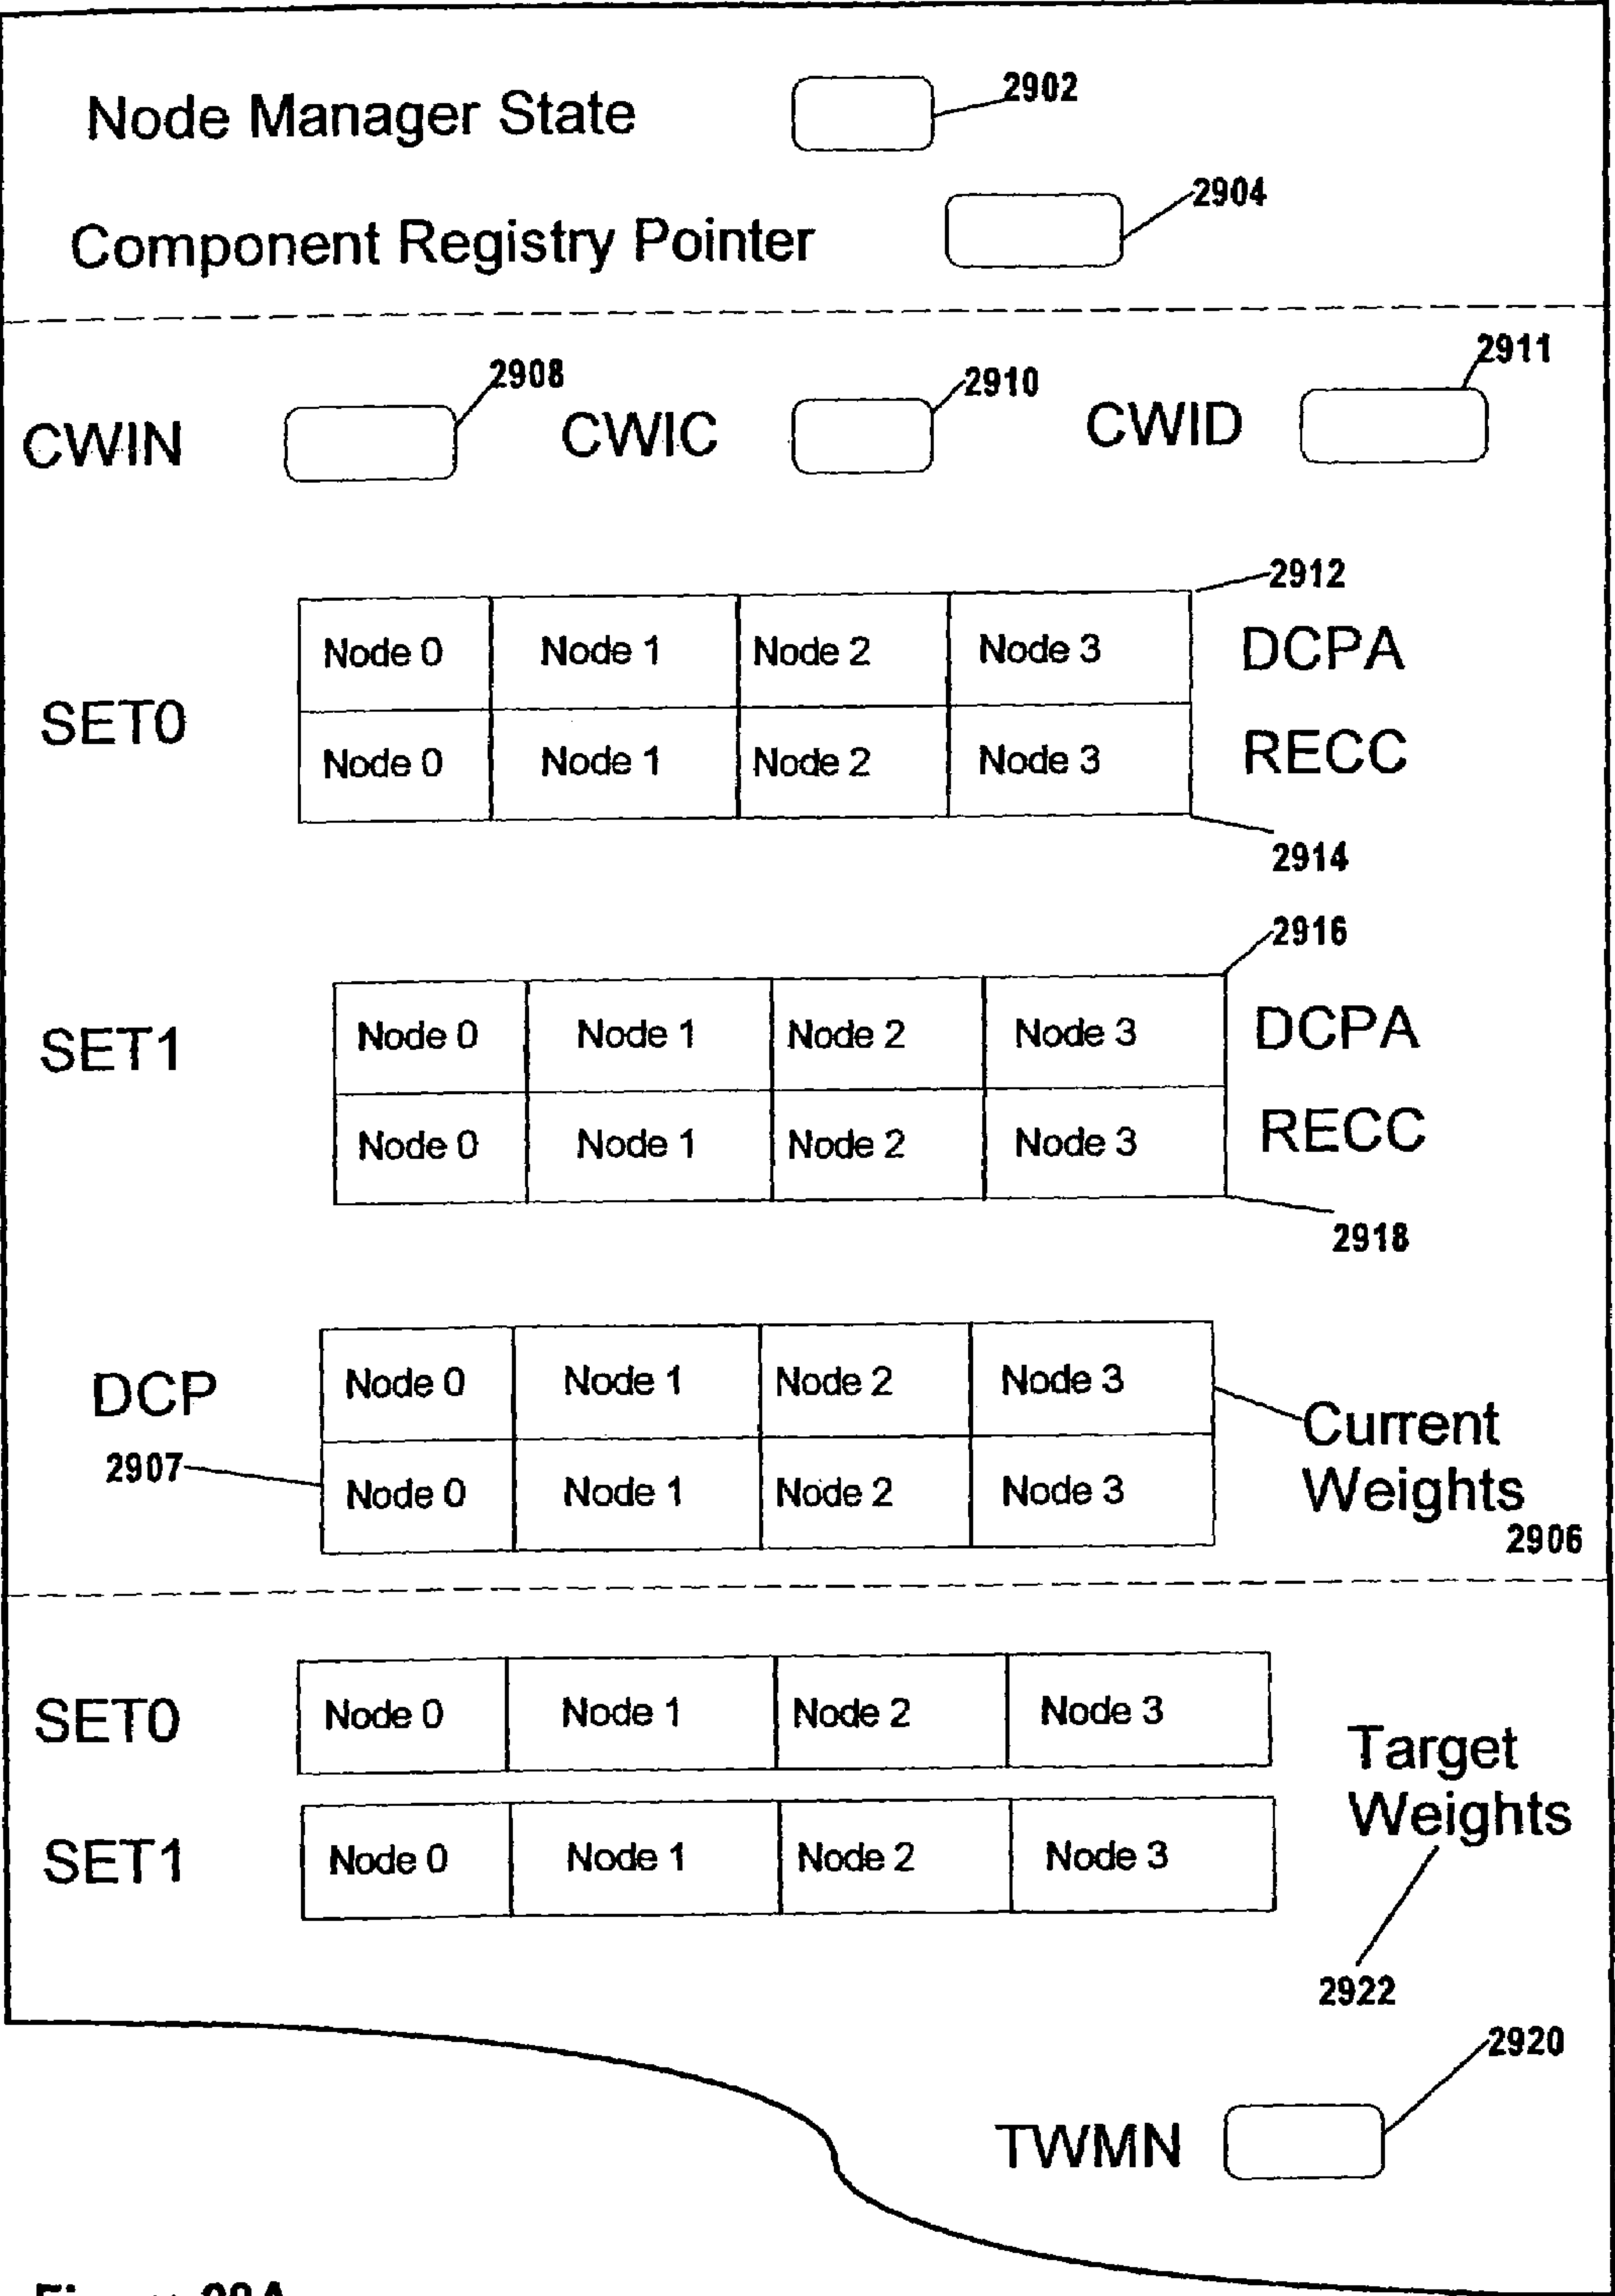 Node Manager State 2902
Component Registry Pointer 2904
CWIN 2908 CWIC 2910 CWID 2911
2912
Node 0 Node 1 Node 2 Node 3 DCPA
SET0
Node 0 Node 1 Node 2 Node 3 RECC
2914
2916
Node 0 Node 1 Node 2 Node 3 DCPA
SET1
Node 0 Node 1 Node 2 Node 3 RECC
2918
DCP Node 0 Node 1 Node 2 Node 3
Current
Weights
2907 Node 0 Node 1 Node 2 Node 3
2906
SET0 Node 0 Node 1 Node 2 Node 3
Target
Weights
SET1 Node 0 Node 1 Node 2 Node 3
2922
2920
TWMN